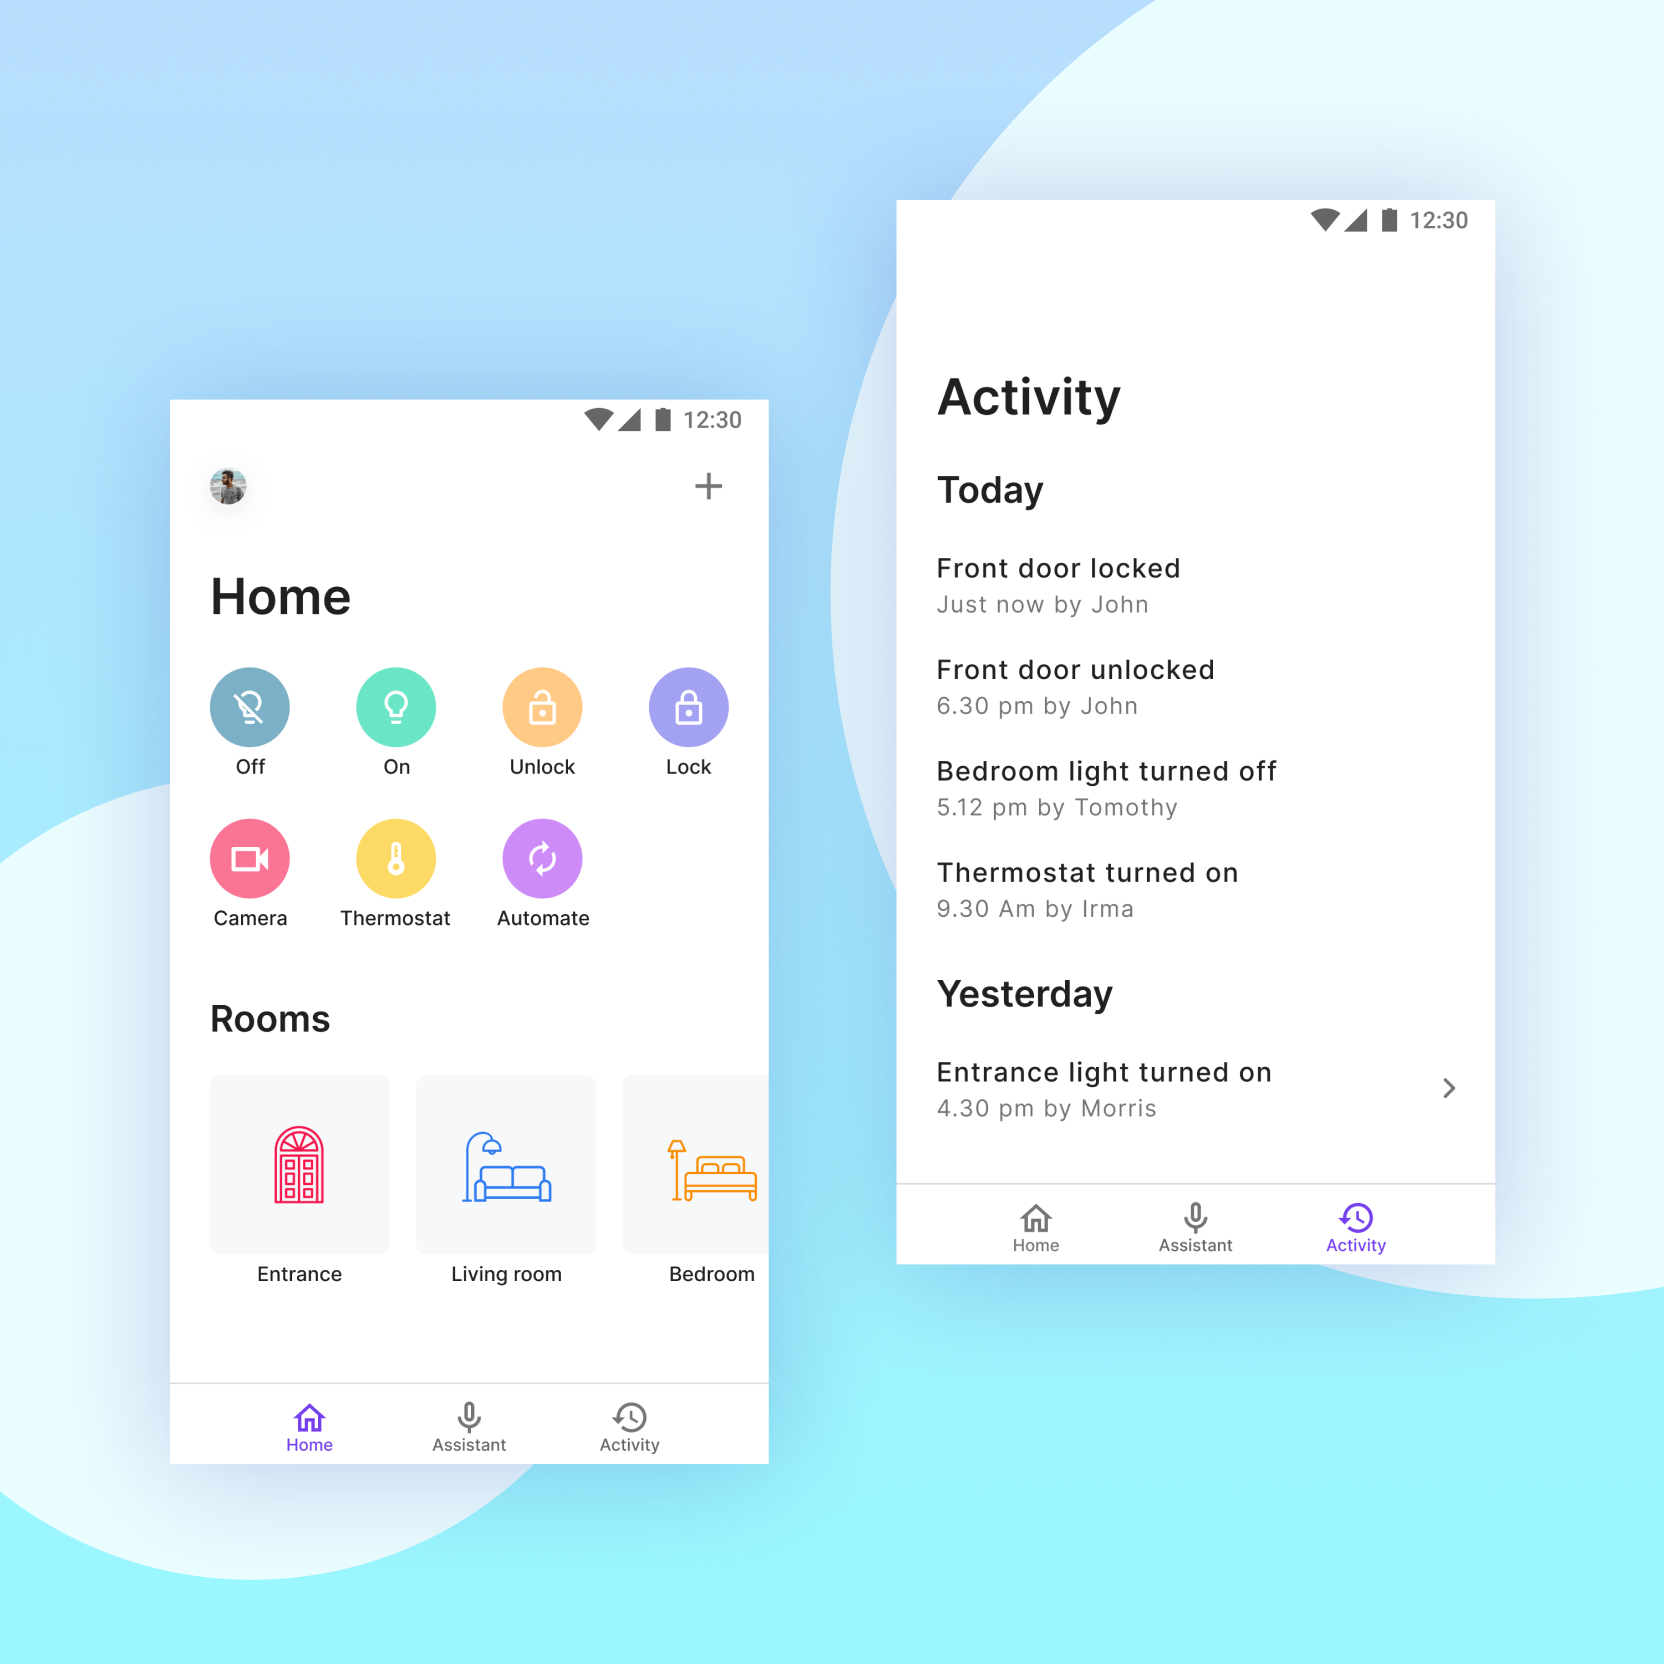 12:30
Home
Off
On
Unlock
Lock
Camera
Thermostat
Automate
Rooms
Entrance
Living room
Bedroom
Home
Assistant
Activity
12:30
Activity
Today
Front door locked
Just now by John
Front door unlocked
6.30 pm by John
Bedroom light turned off
5.12 pm by Tomothy
Thermostat turned on
9.30 Am by Irma
Yesterday
Entrance light turned on
4.30 pm by Morris
Home
Assistant
Activity